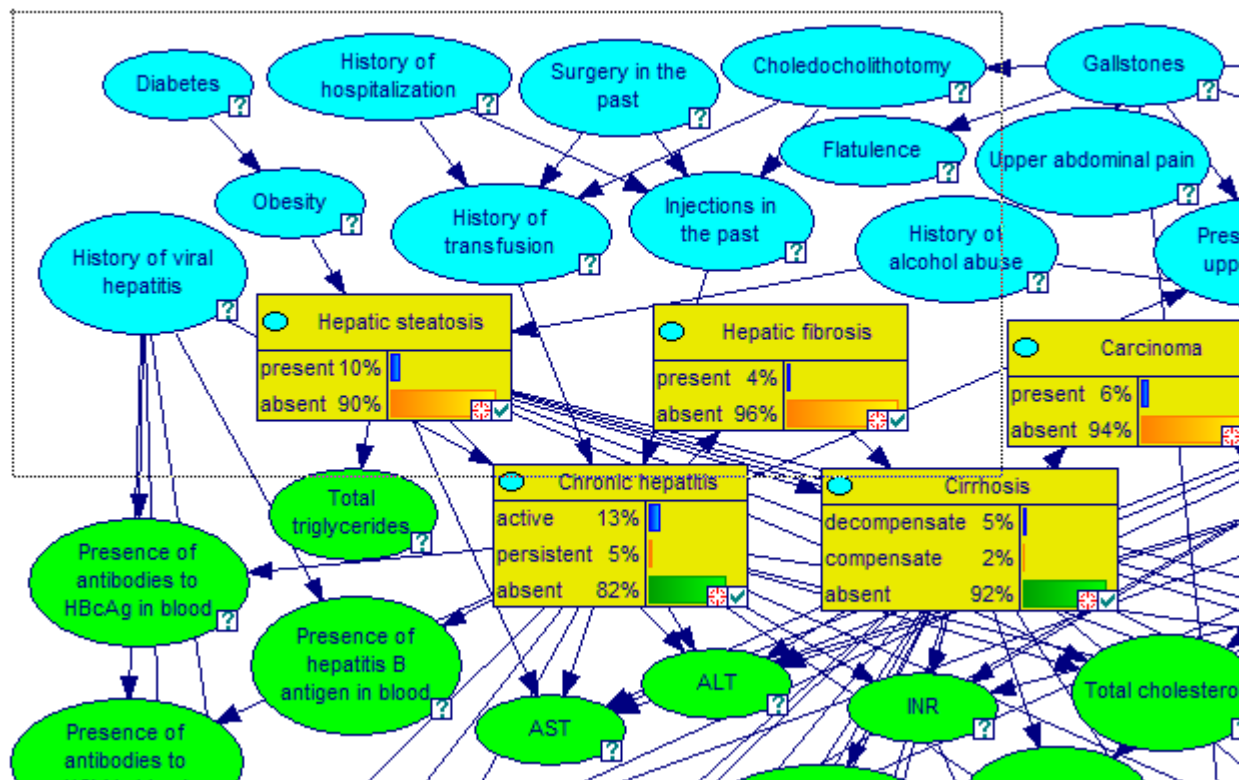 Diabetes
?
History of
hospitalization
?
Surgery in the
past
?
Choledocholithotomy
?
Gallstones
?
Flatulence
?
Upper abdominal pain
?
Obesity
?
History of
transfusion
?
Injections in
the past
?
History of
alcohol abuse
?
History of viral
hepatitis
?
Hepatic steatosis
present 10%
absent 90%
Hepatic fibrosis
present 4%
absent 96%
Carcinoma
present 6%
absent 94%
Chronic hepatitis
active 13%
persistent 5%
absent 82%
Cirrhosis
decompensate 5%
compensate 2%
absent 92%
Total
triglycerides
?
Presence of
antibodies to
HBcAg in blood
?
Presence of
hepatitis B
antigen in blood
?
ALT
?
AST
?
INR
?
Total
?
Presence of
antibodies to